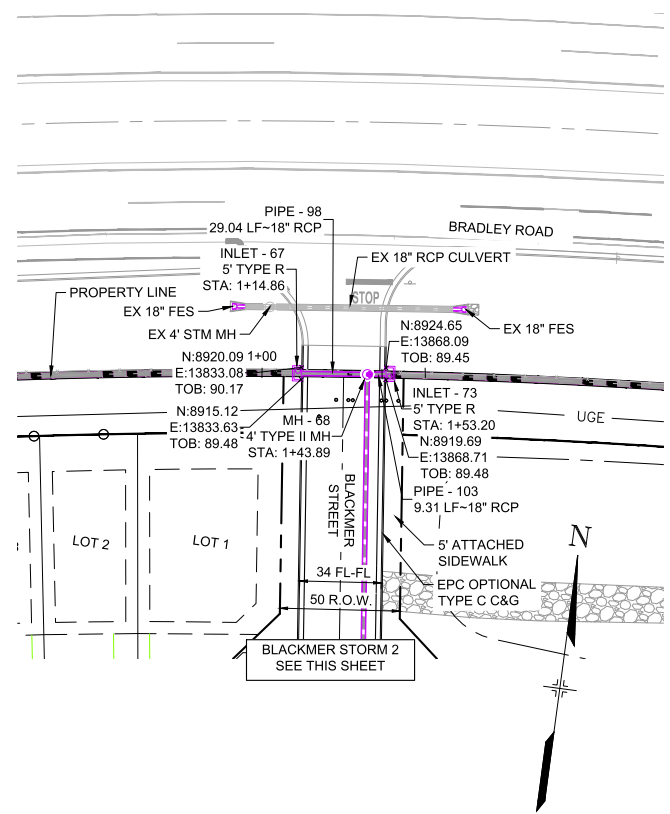 PIPE - 98
29.04 LF~18" RCP
BRADLEY ROAD
INLET - 67
5' TYPE R
STA: 1+14.86
EX 18" RCP CULVERT
STOP
PROPERTY LINE
EX 18" FES
EX 4' STM MH
EX 18" FES
N:8924.65
E:13868.09
TOB: 89.45
N:8920.09
E:13833.08
TOB: 90.17
1+00
N:8915.12
E:13833.63
TOB: 89.48
MH - 68
4' TYPE II MH
STA: 1+43.89
INLET - 73
5' TYPE R
STA: 1+53.20
N:8919.69
E:13868.71
TOB: 89.48
UGE
PIPE - 103
9.31 LF~18" RCP
BLACKMER
STREET
LOT 2
LOT 1
5' ATTACHED
SIDEWALK
N
34 FL-FL
EPC OPTIONAL
TYPE C C&G
50 R.O.W.
BLACKMER STORM 2
SEE THIS SHEET